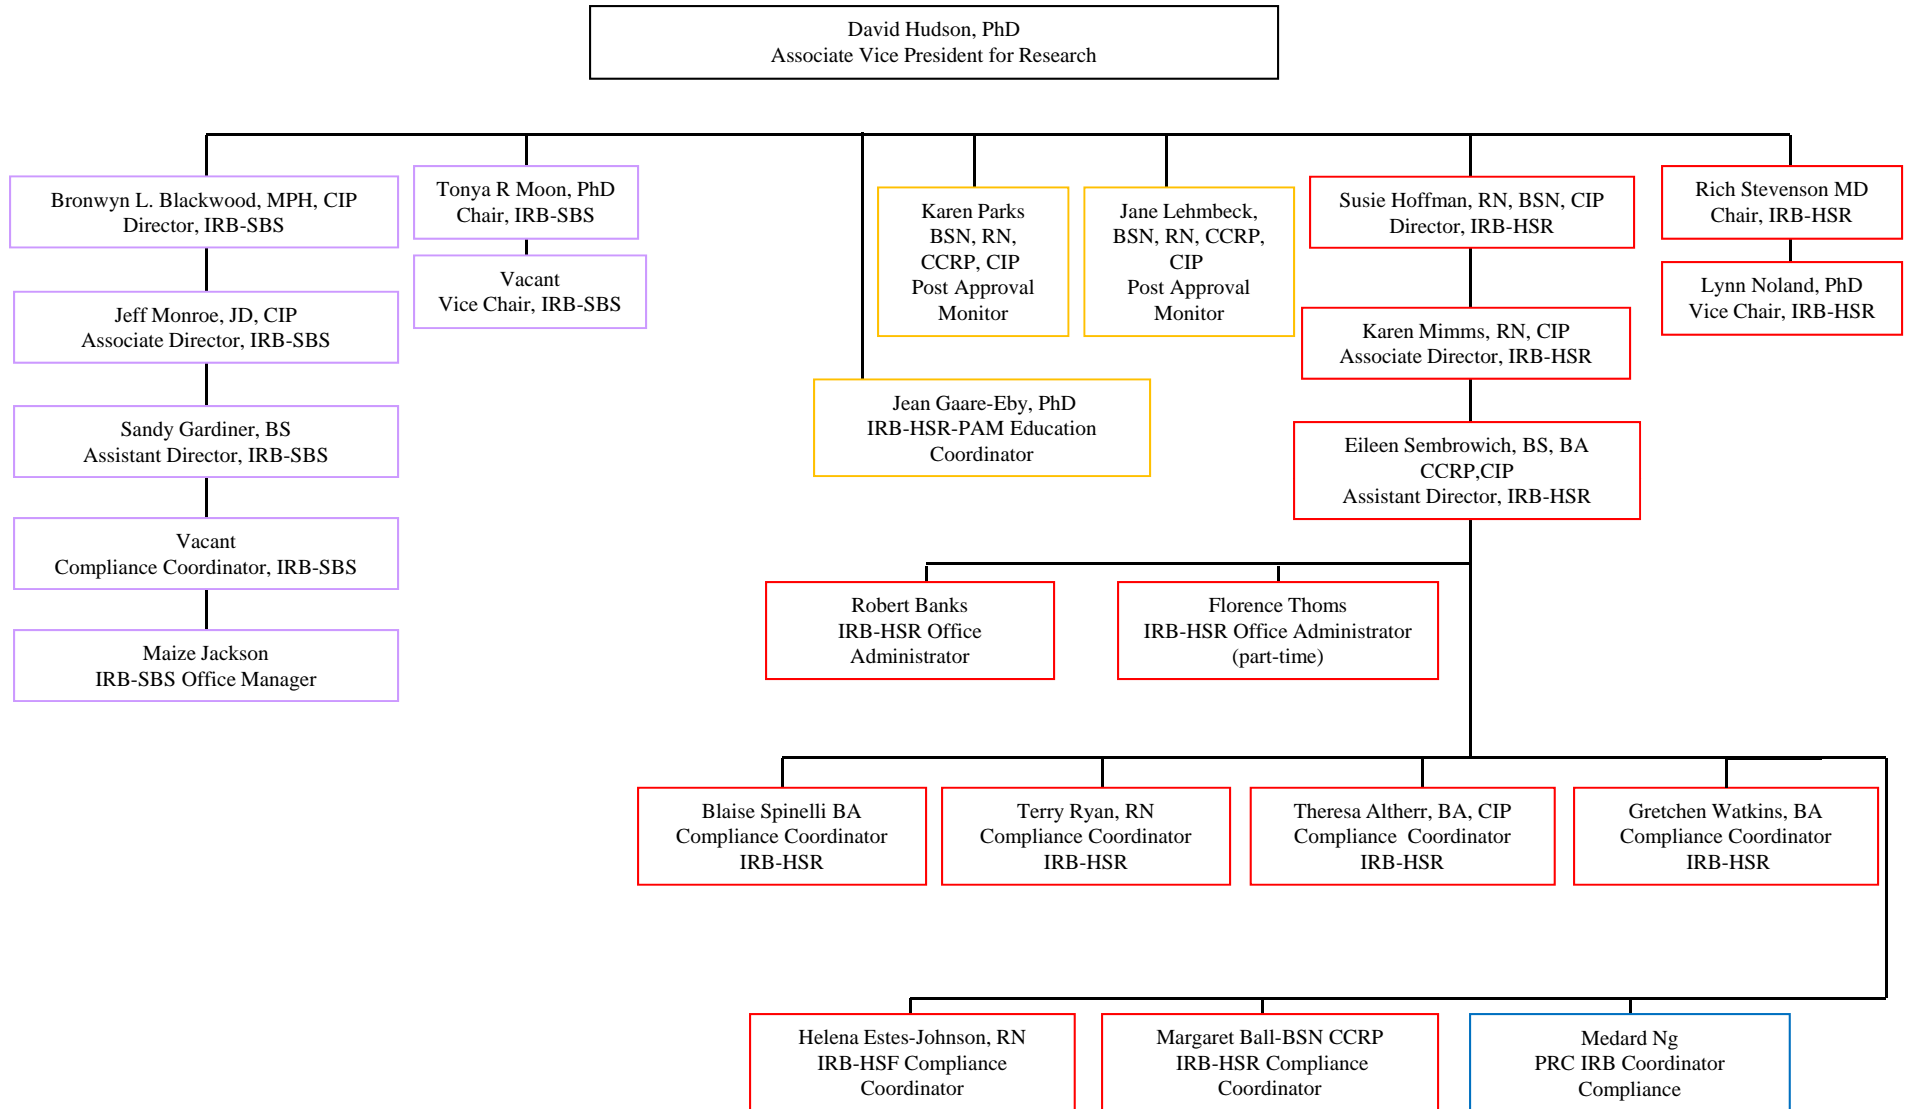 David Hudson, PhD
Associate Vice President for Research
Bronwyn L. Blackwood, MPH, CIP
Director, IRB-SBS
Tonya R Moon, PhD
Chair, IRB-SBS
Karen Parks
BSN, RN,
CCRP, CIP
Post Approval
Monitor
Jane Lehmbeck,
BSN, RN, CCRP,
CIP
Post Approval
Monitor
Susie Hoffman, RN, BSN, CIP
Director, IRB-HSR
Rich Stevenson MD
Chair, IRB-HSR
Vacant
Vice Chair, IRB-SBS
Lynn Noland, PhD
Vice Chair, IRB-HSR
Jeff Monroe, JD, CIP
Associate Director, IRB-SBS
Karen Mimms, RN, CIP
Associate Director, IRB-HSR
Jean Gaare-Eby, PhD
IRB-HSR-PAM Education
Coordinator
Sandy Gardiner, BS
Assistant Director, IRB-SBS
Eileen Sembrowich, BS, BA
CCRP,CIP
Assistant Director, IRB-HSR
Vacant
Compliance Coordinator, IRB-SBS
Robert Banks
IRB-HSR Office
Administrator
Florence Thoms
IRB-HSR Office Administrator
(part-time)
Maize Jackson
IRB-SBS Office Manager
Blaise Spinelli BA
Compliance Coordinator
IRB-HSR
Terry Ryan, RN
Compliance Coordinator
IRB-HSR
Theresa Altherr, BA, CIP
Compliance  Coordinator
IRB-HSR
Gretchen Watkins, BA
Compliance Coordinator
IRB-HSR
Helena Estes-Johnson, RN
IRB-HSF Compliance
Coordinator
Margaret Ball-BSN CCRP
IRB-HSR Compliance
Coordinator
Medard Ng
PRC IRB Coordinator
Compliance